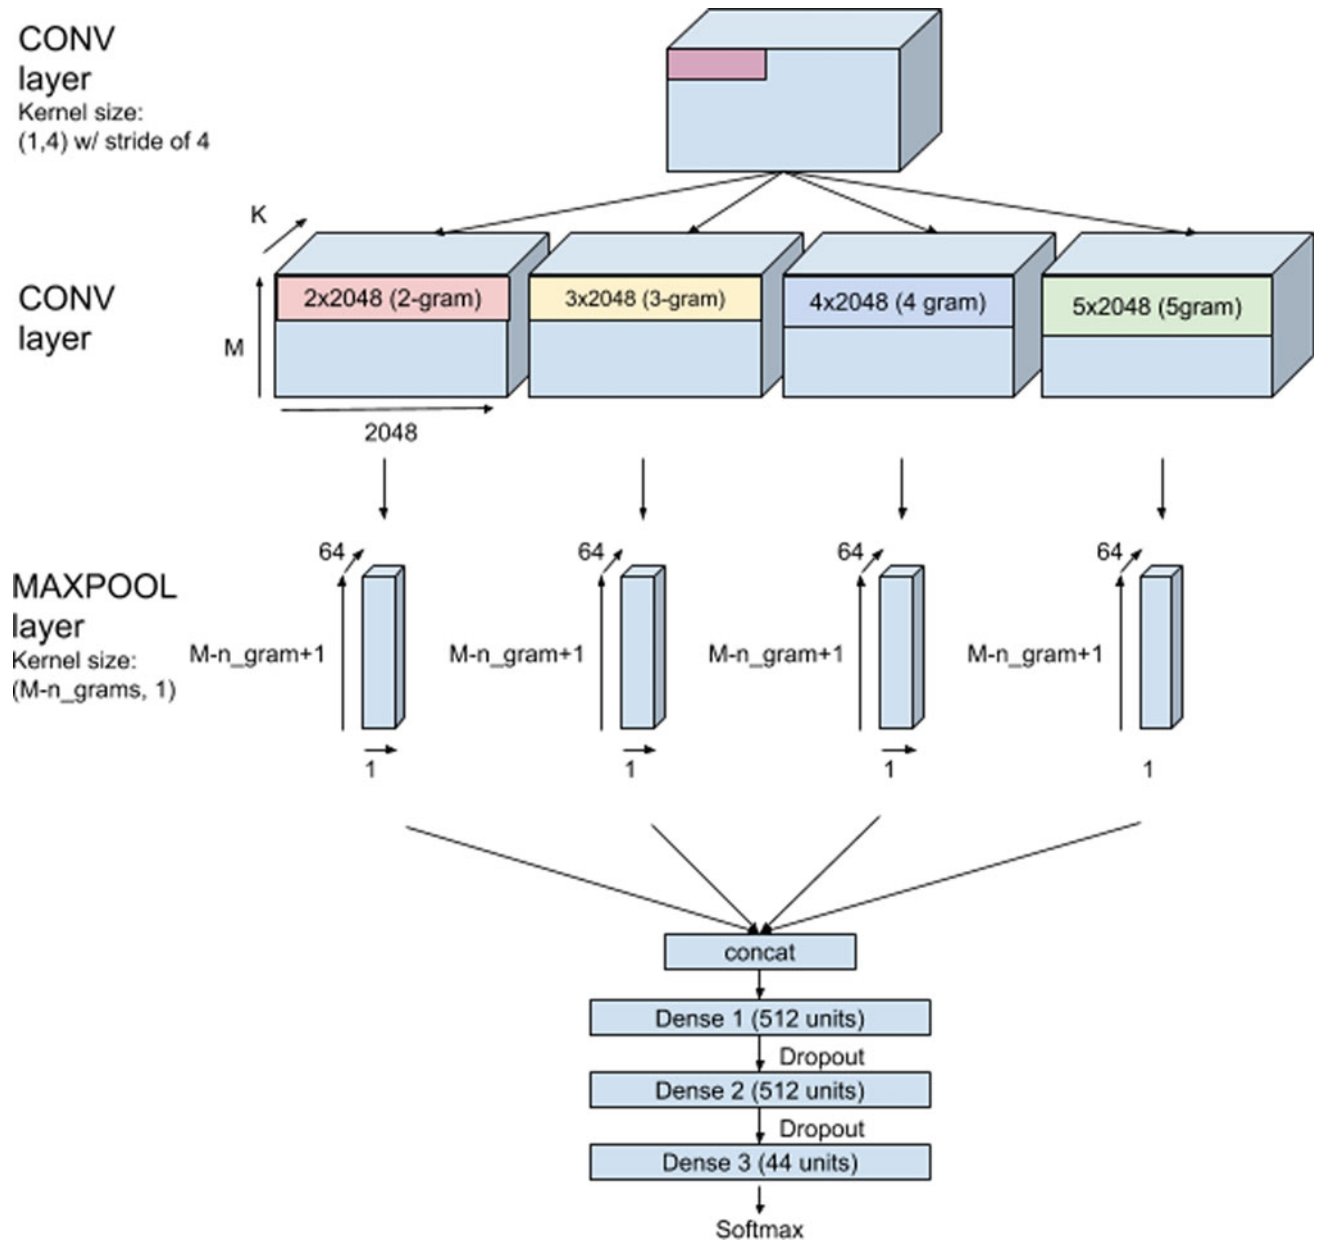 CONV
layer
Kernel size:
(1,4) w/ stride of 4
K
CONV
layer
M
2x2048 (2-gram)
3x2048 (3-gram)
4x2048 (4 gram)
5x2048 (5gram)
2048
MAXPOOL
layer
Kernel size:
(M-n_grams, 1)
64
64
64
64
M-n_gram+1
M-n_gram+1
M-n_gram+1
M-n_gram+1
1
1
1
1
concat
Dense 1 (512 units)
Dropout
Dense 2 (512 units)
Dropout
Dense 3 (44 units)
Softmax